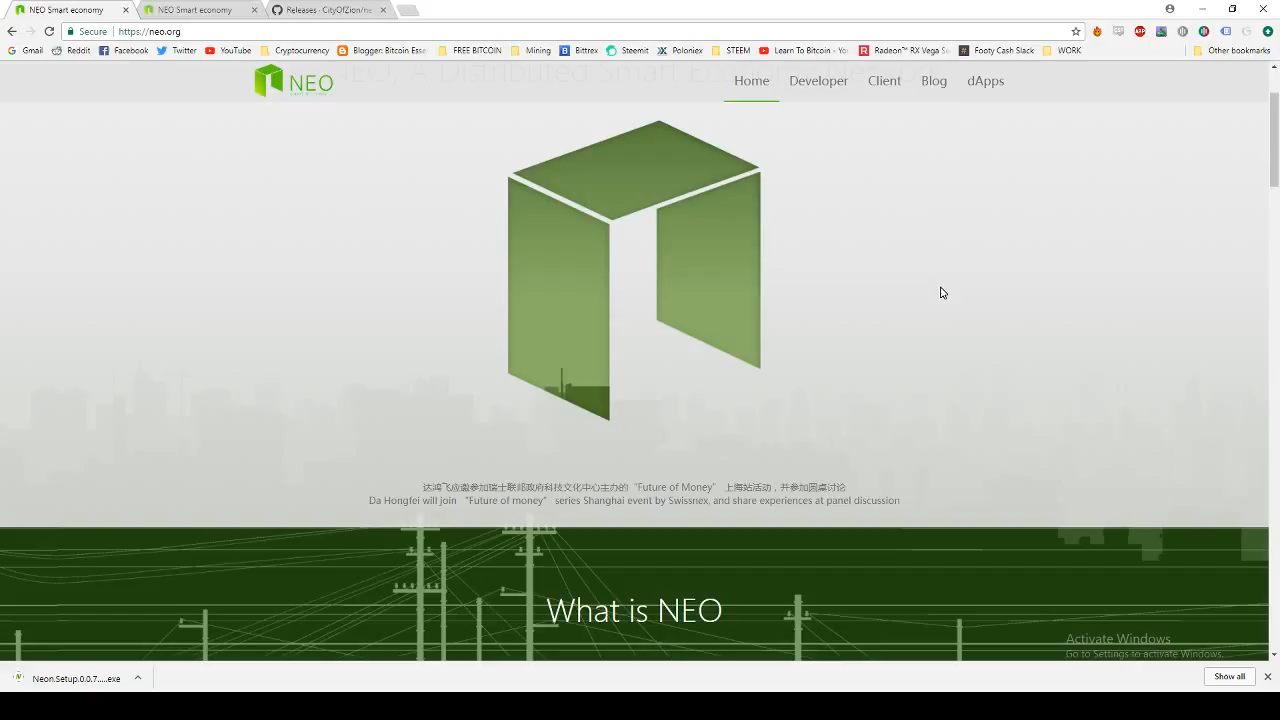 NEO Smart economy
NEO Smart economy
Releases · CityOfZion/ne
Secure
https://neo.org
Gmail
Reddit
Facebook
Twitter
YouTube
Cryptocurrency
Blogger: Bitcoin Esse
FREE BITCOIN
Mining
Bittrex
Steemit
Poloniex
STEEM
Learn To Bitcoin - Yo
Radeon™ RX Vega Se
Footy Cash Slack
WORK
Other bookmarks
NEO
Home
Developer
Client
Blog
dApps
NEO, A Distributed Smart Economy Network
达鸿飞应邀参加瑞士联邦政府科技文化中心主办的“Future of Money” 上海站活动，并参加圆桌讨论
Da Hongfei will join “Future of money” series Shanghai event by Swissnex, and share experiences at panel discussion
What is NEO
Activate Windows
Go to Settings to activate Windows.
Neon.Setup.0.0.7....exe
Show all